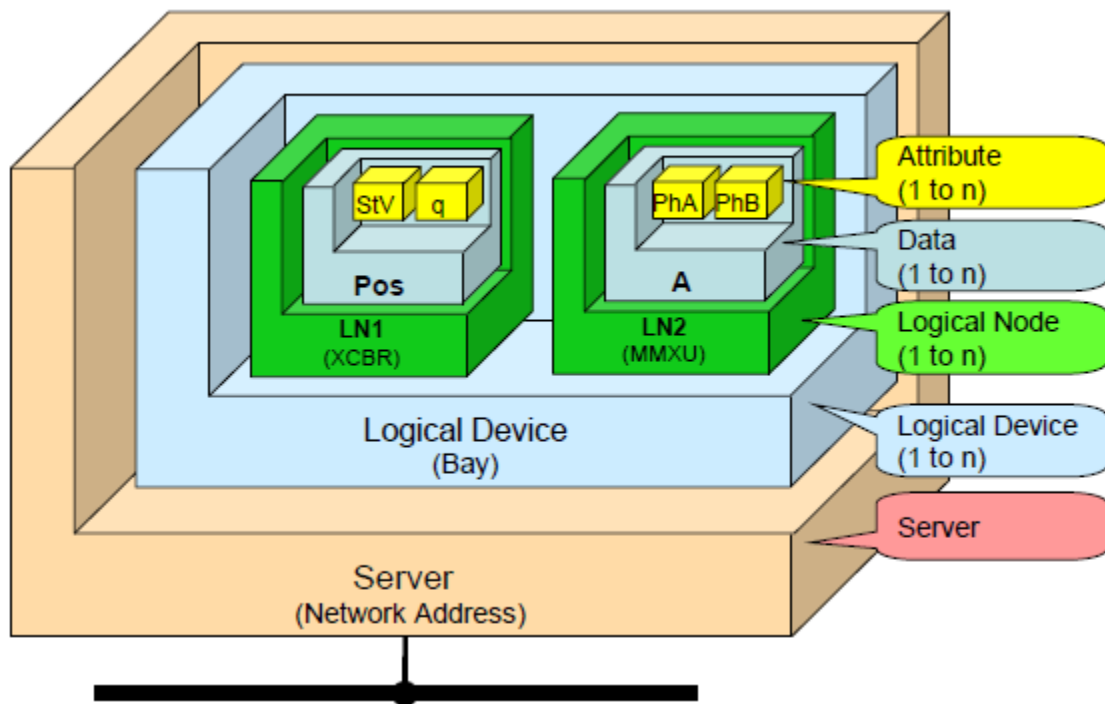 StV
q
Pos
LN1
(XCBR)
PhA
PhB
A
LN2
(MMXU)
Logical Device
(Bay)
Server
(Network Address)
Attribute
(1 to n)
Data
(1 to n)
Logical Node
(1 to n)
Logical Device
(1 to n)
Server